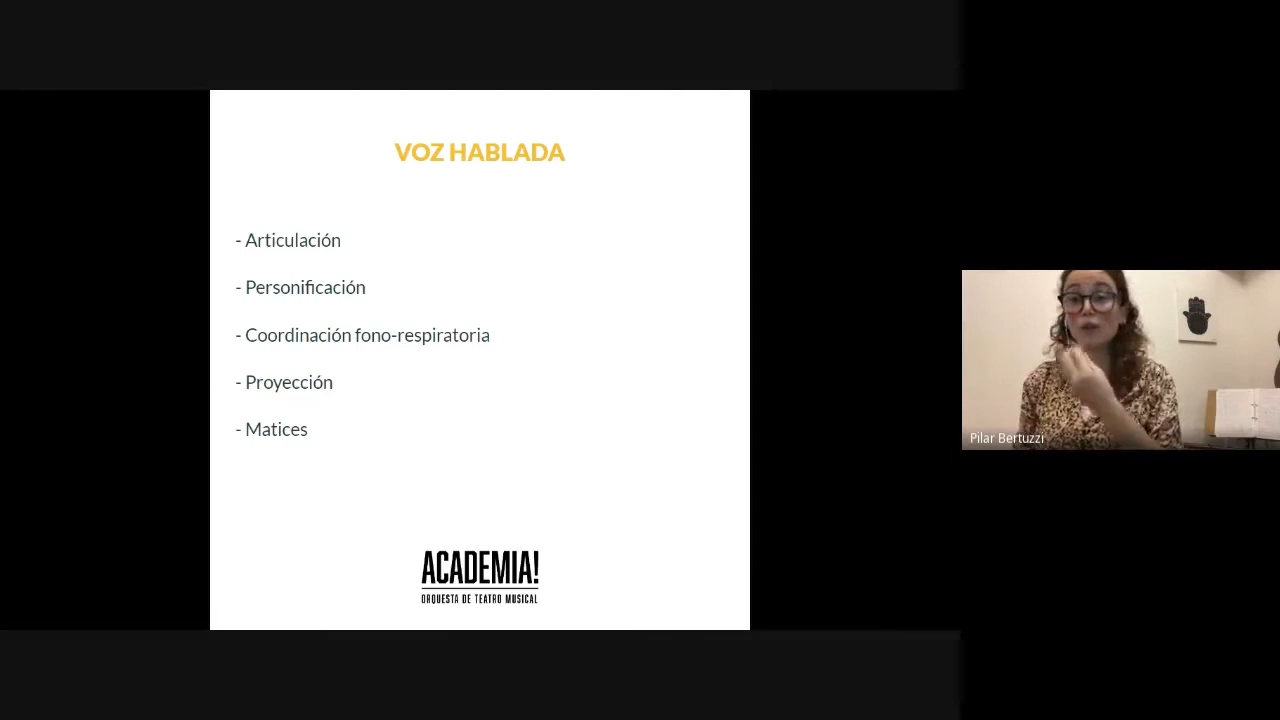 VOZ HABLADA
- Articulación
- Personificación
- Coordinación fono-respiratoria
- Proyección
- Matices
ACADEMIA!
ORQUESTA DE TEATRO MUSICAL
Pilar Bertuzzi